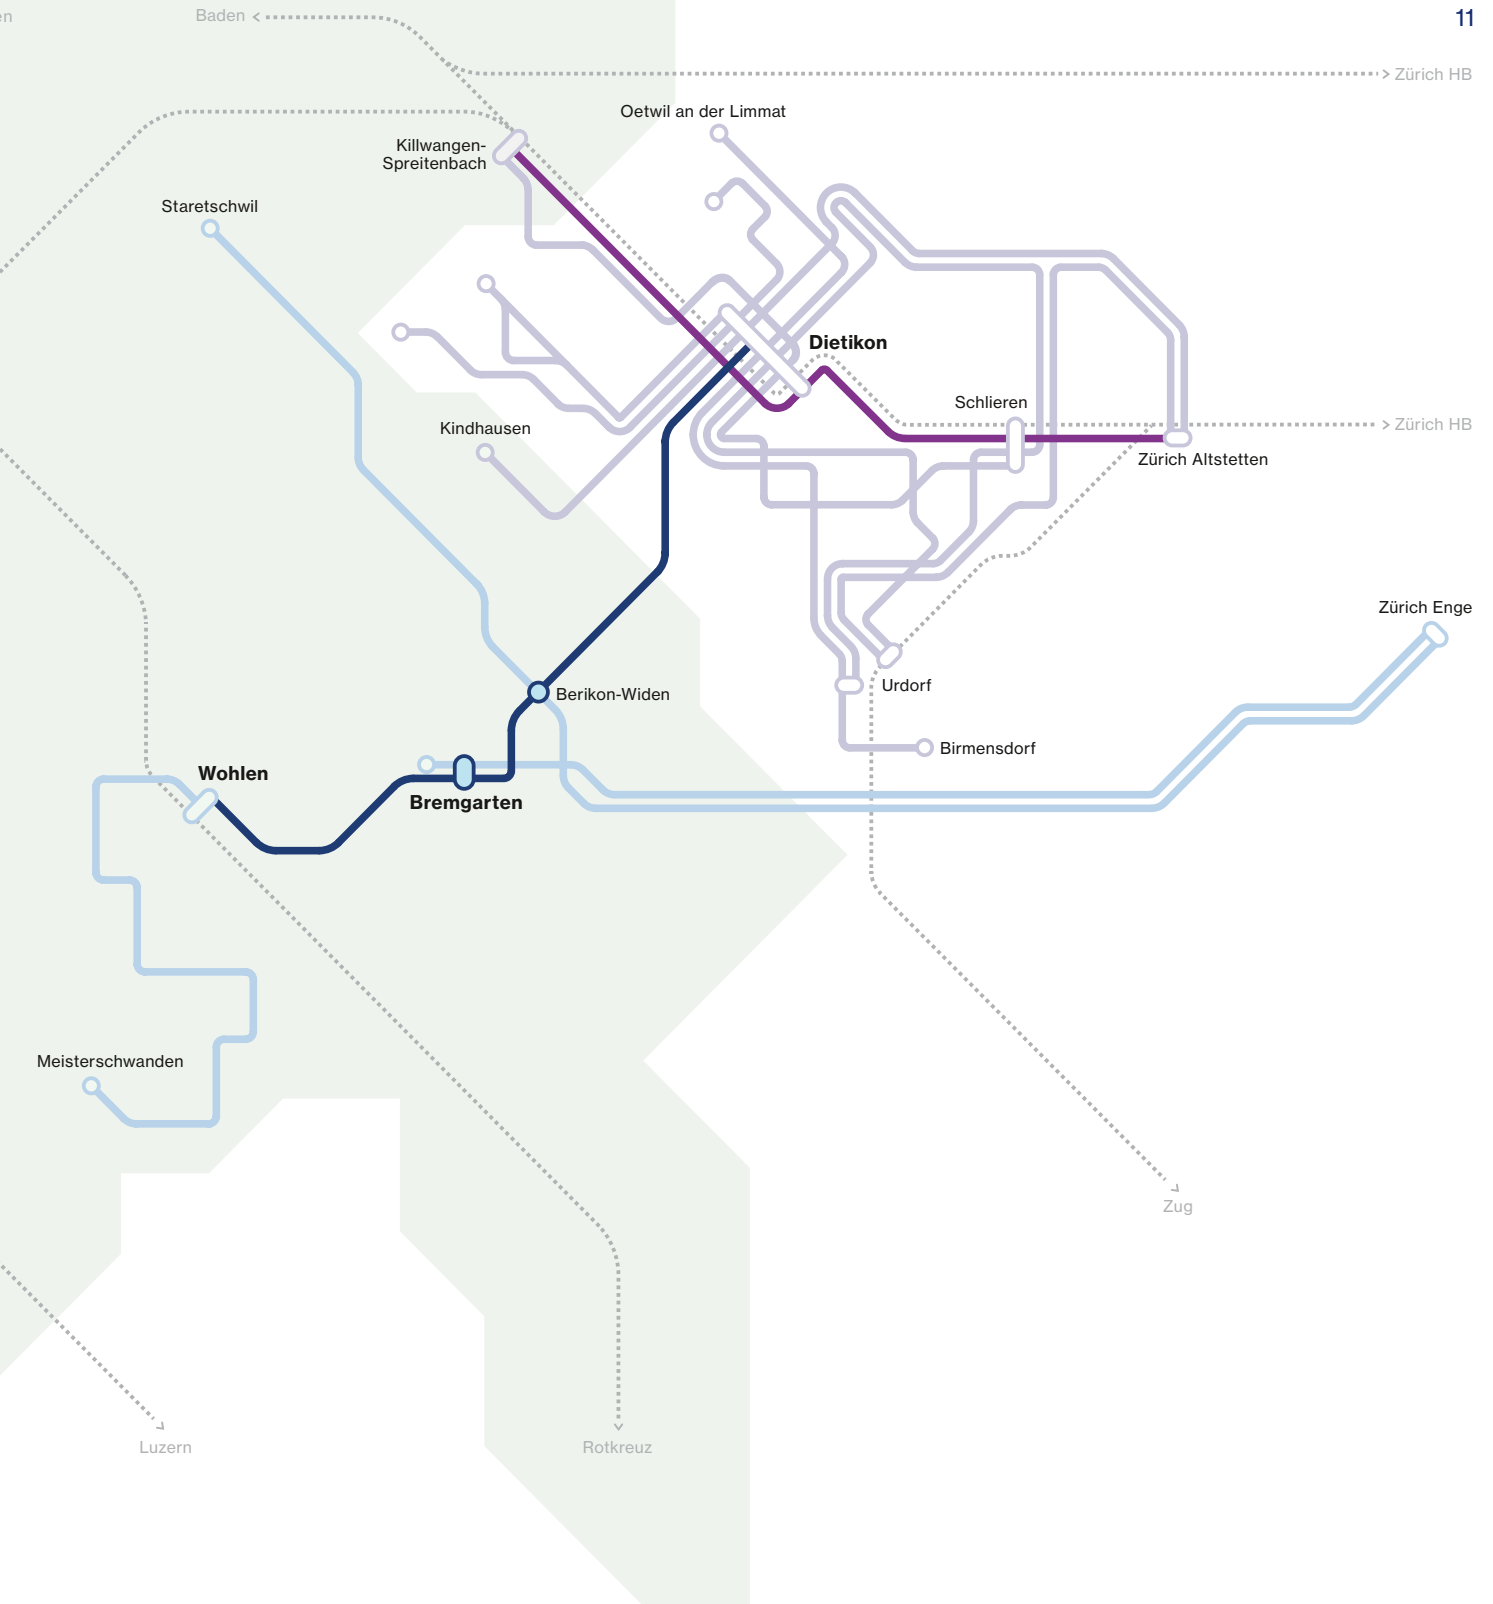 en
Baden
11
Zürich HB
Oetwil an der Limmat
Killwangen-
Spreitenbach
Staretschwil
Dietikon
Schlieren
Zürich HB
Kindhausen
Zürich Altstetten
Zürich Enge
Urdorf
Berikon-Widen
Birmensdorf
Wohlen
Bremgarten
Meisterschwanden
Zug
Luzern
Rotkreuz